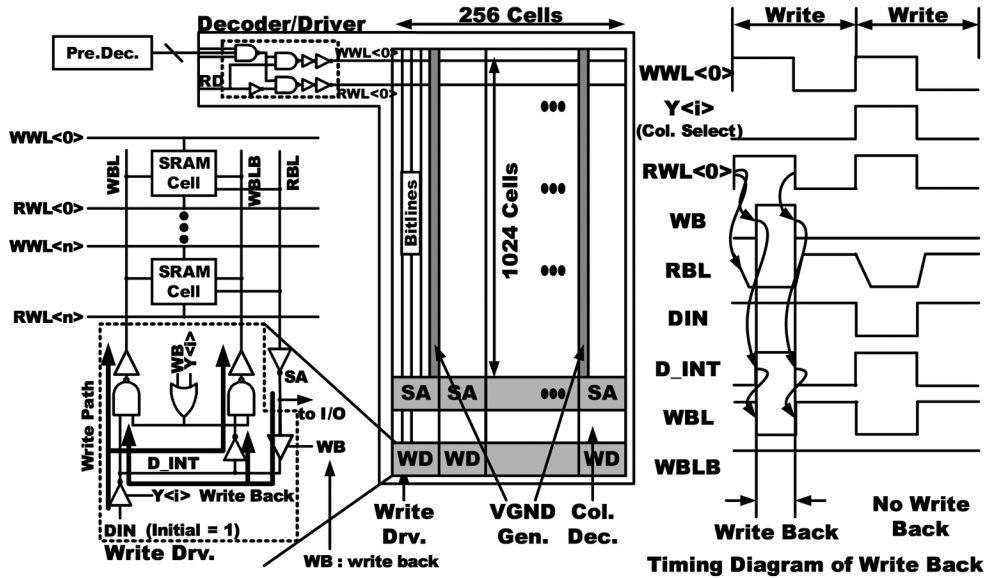 Decoder/Driver
256 Cells
Pre.Dec.
RD
WWL<0>
RWL<0>
WWL<0>
WBL
SRAM
Cell
WBLB
RBL
RWL<0>
WWL<n>
SRAM
Cell
RWL<n>
Bitlines
1024 Cells
Write Path
WB
Y<i>
SA
to I/O
WB
D_INT
Y<i> Write Back
DIN (Initial = 1)
Write Drv.
WB : write back
SA SA SA
WD WD WD
Write
Drv.
VGND
Gen.
Col.
Dec.
Write Write
WWL<0>
Y<i>
(Col. Select)
RWL<0>
WB
RBL
DIN
D_INT
WBL
WBLB
Write Back
No Write
Back
Timing Diagram of Write Back